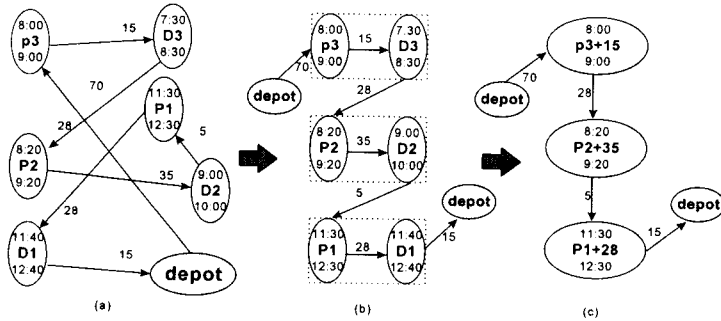 8:00
p3
9:00
15
7:30
D3
8:30
70
11:30
P1
12:30
28
8:20
P2
9:20
5
35
9:00
D2
10:00
28
11:40
D1
12:40
15
depot
(a)
8:00
p3
9:00
15
7:30
D3
8:30
70
depot
28
8:20
P2
9:20
35
9:00
D2
10:00
5
depot
11:30
P1
12:30
28
11:40
D1
12:40
15
(b)
8:00
p3+15
9:00
70
depot
28
8:20
P2+35
9:20
5
11:30
P1+28
12:30
15
depot
(c)